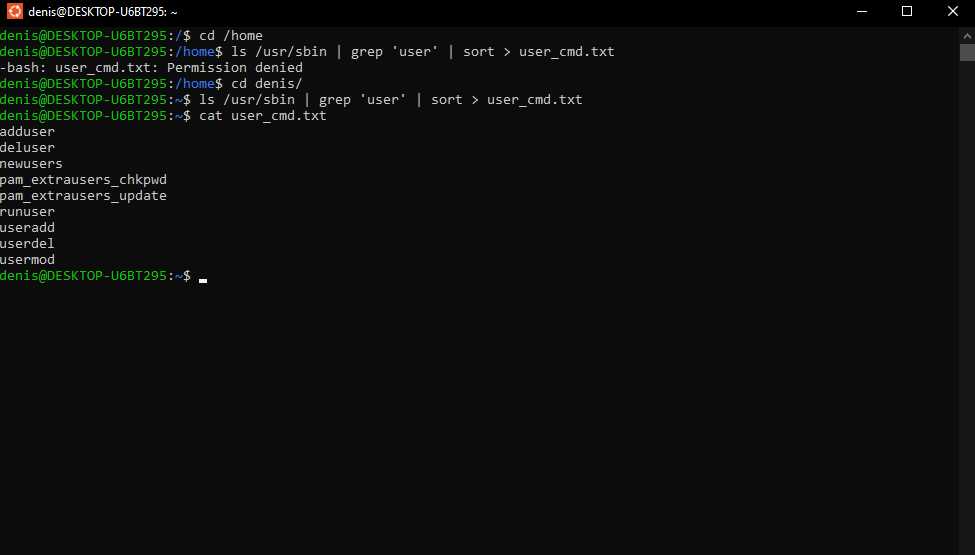 denis@DESKTOP-U6BT295: ~
denis@DESKTOP-U6BT295:/$ cd /home
denis@DESKTOP-U6BT295:/home$ ls /usr/sbin | grep 'user' | sort > user_cmd.txt
-bash: user_cmd.txt: Permission denied
denis@DESKTOP-U6BT295:/home$ cd denis/
denis@DESKTOP-U6BT295:~$ ls /usr/sbin | grep 'user' | sort > user_cmd.txt
denis@DESKTOP-U6BT295:~$ cat user_cmd.txt
adduser
deluser
newusers
pam_extrausers_chkpwd
pam_extrausers_update
runuser
useradd
userdel
usermod
denis@DESKTOP-U6BT295:~$